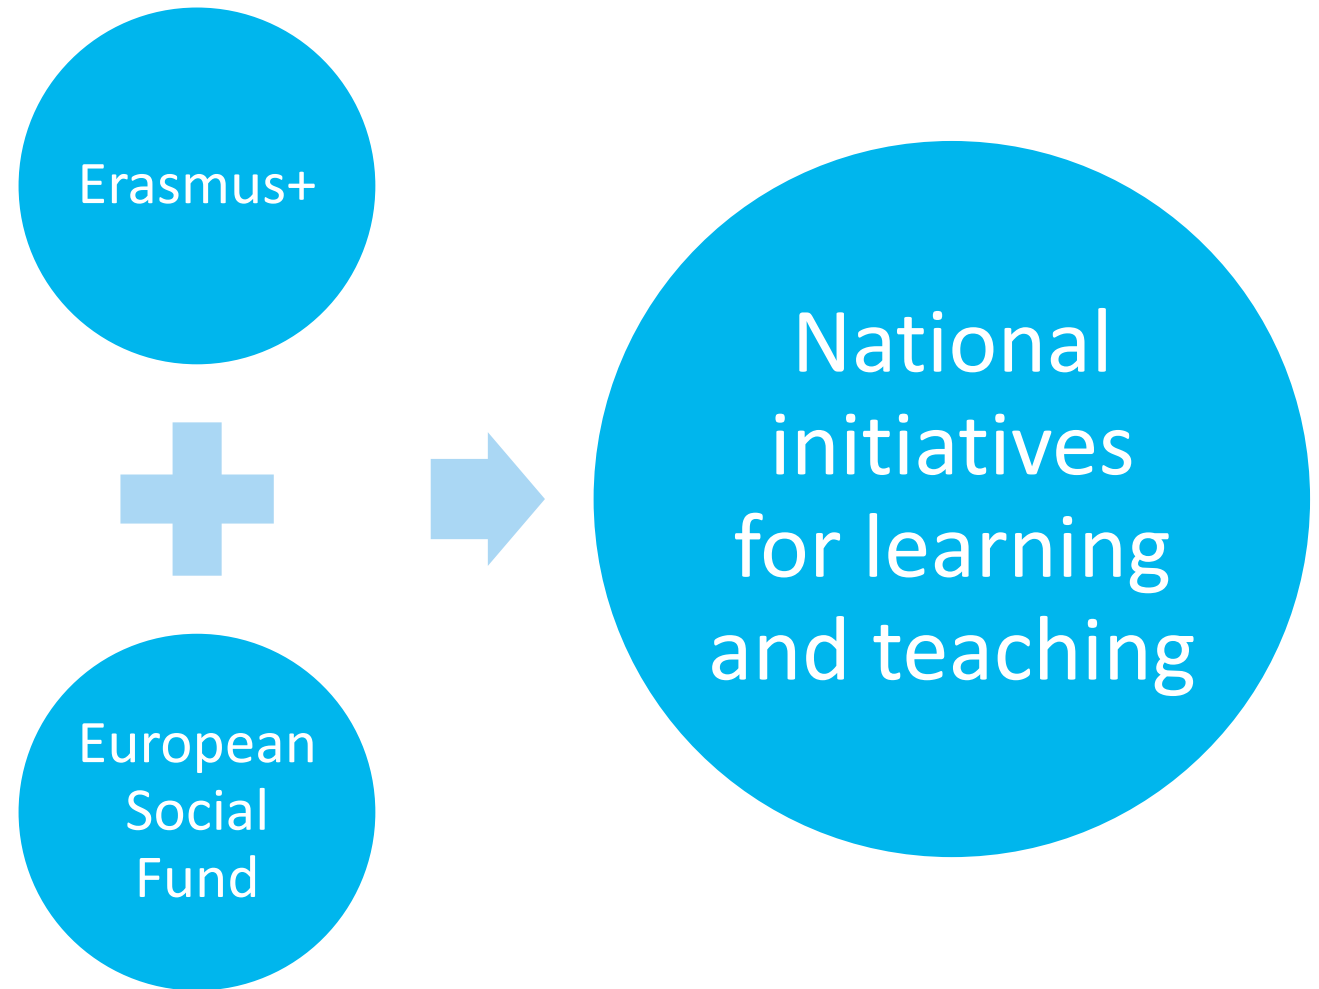 Erasmus+
European
Social
Fund
National
initiatives
for learning
and teaching